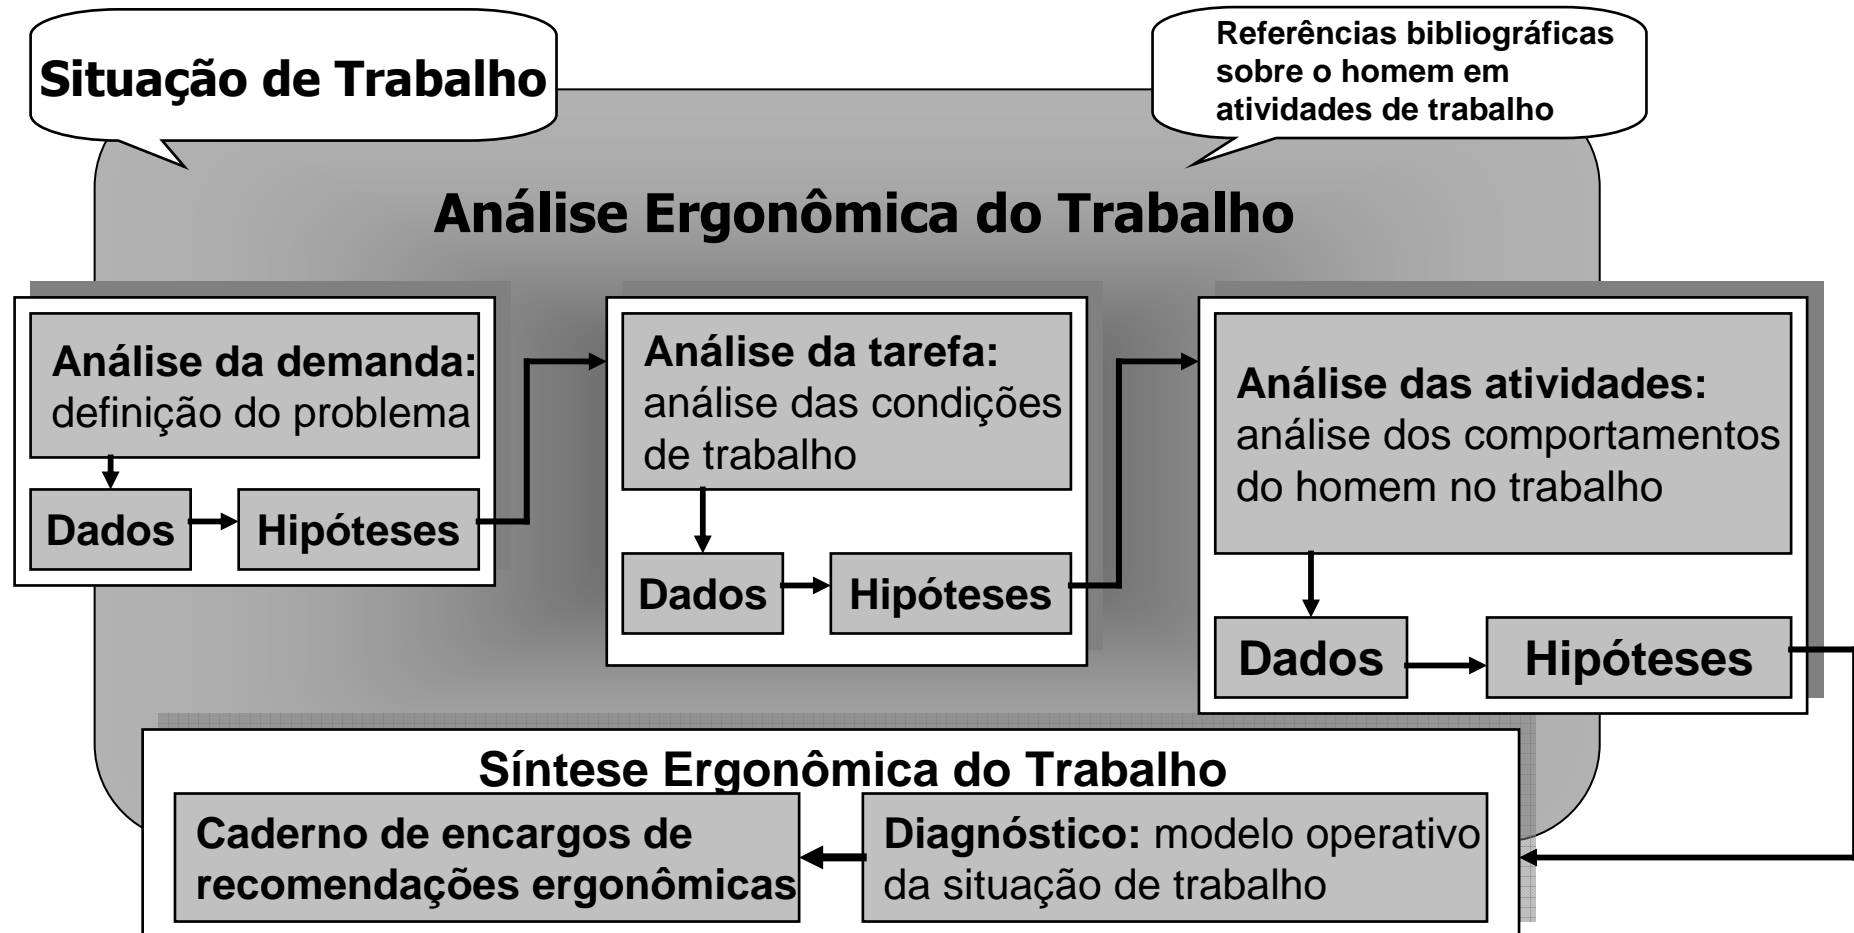 Situação de Trabalho
Referências bibliográficas
sobre o homem em
atividades de trabalho
Análise Ergonômica do Trabalho
Análise da demanda:
definição do problema
Dados
Hipóteses
Análise da tarefa:
análise das condições
de trabalho
Dados
Hipóteses
Análise das atividades:
análise dos comportamentos
do homem no trabalho
Dados
Hipóteses
Síntese Ergonômica do Trabalho
Caderno de encargos de
recomendações ergonômicas
Diagnóstico: modelo operativo
da situação de trabalho